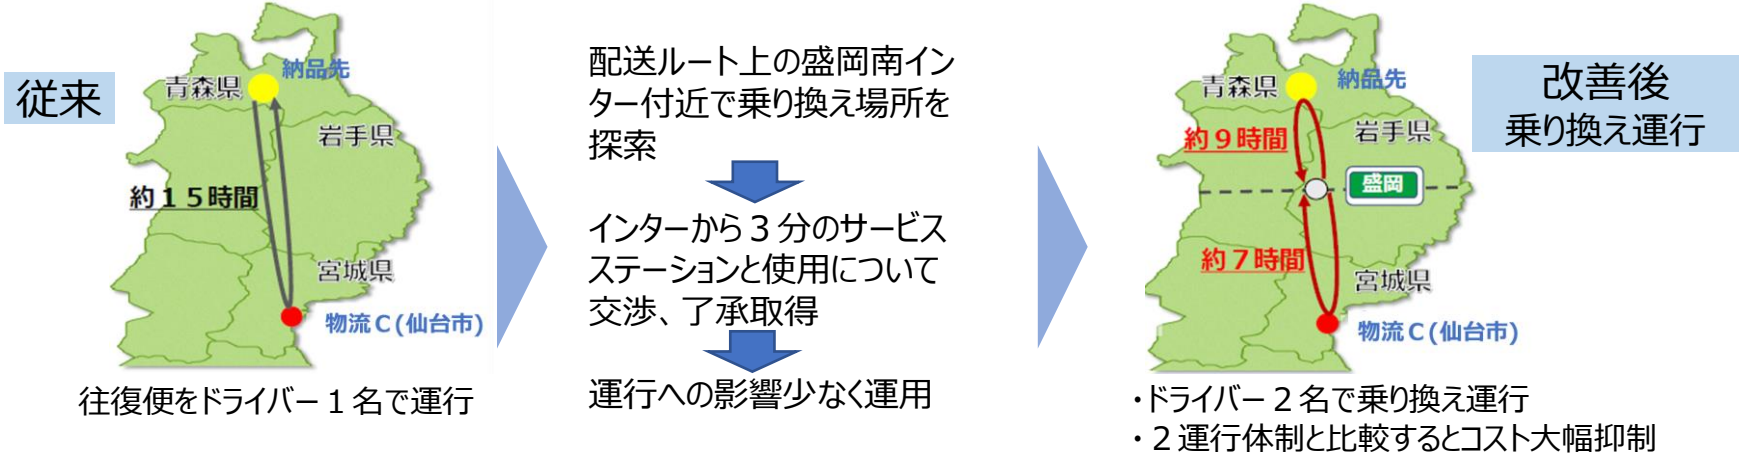 従来
青森県
納品先
岩手県
約１５時間
宮城県
物流Ｃ(仙台市)
往復便をドライバー１名で運行
配送ルート上の盛岡南イン
ター付近で乗り換え場所を
探索
インターから３分のサービス
ステーションと使用について
交渉、了承取得
運行への影響少なく運用
改善後
乗り換え運行
青森県
納品先
約９時間
岩手県
盛岡
約７時間
宮城県
物流Ｃ(仙台市)
・ドライバー２名で乗り換え運行
・２運行体制と比較するとコスト大幅抑制